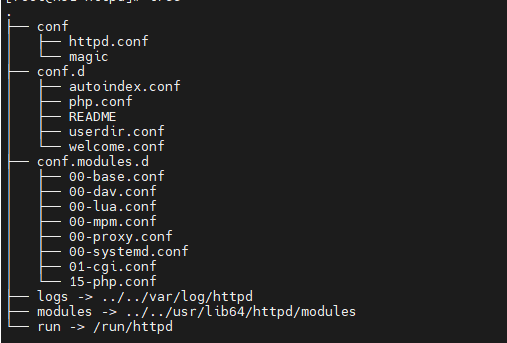 .
├── conf
│   ├── httpd.conf
│   └── magic
├── conf.d
│   ├── autoindex.conf
│   ├── php.conf
│   ├── README
│   ├── userdir.conf
│   └── welcome.conf
├── conf.modules.d
│   ├── 00-base.conf
│   ├── 00-dav.conf
│   ├── 00-lua.conf
│   ├── 00-mpm.conf
│   ├── 00-proxy.conf
│   ├── 00-systemd.conf
│   ├── 01-cgi.conf
│   └── 15-php.conf
├── logs -> ../../var/log/httpd
├── modules -> ../../usr/lib64/httpd/modules
└── run -> /run/httpd